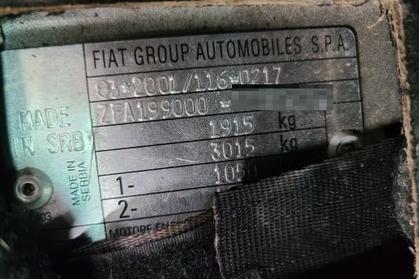 FIAT GROUP AUTOMOBILES S.P.A.
e3*2001/116*0217
ZFA199000
1915 kg
3015 kg
1- 1050
2-
MADE IN SRB
MADE IN SERBIA